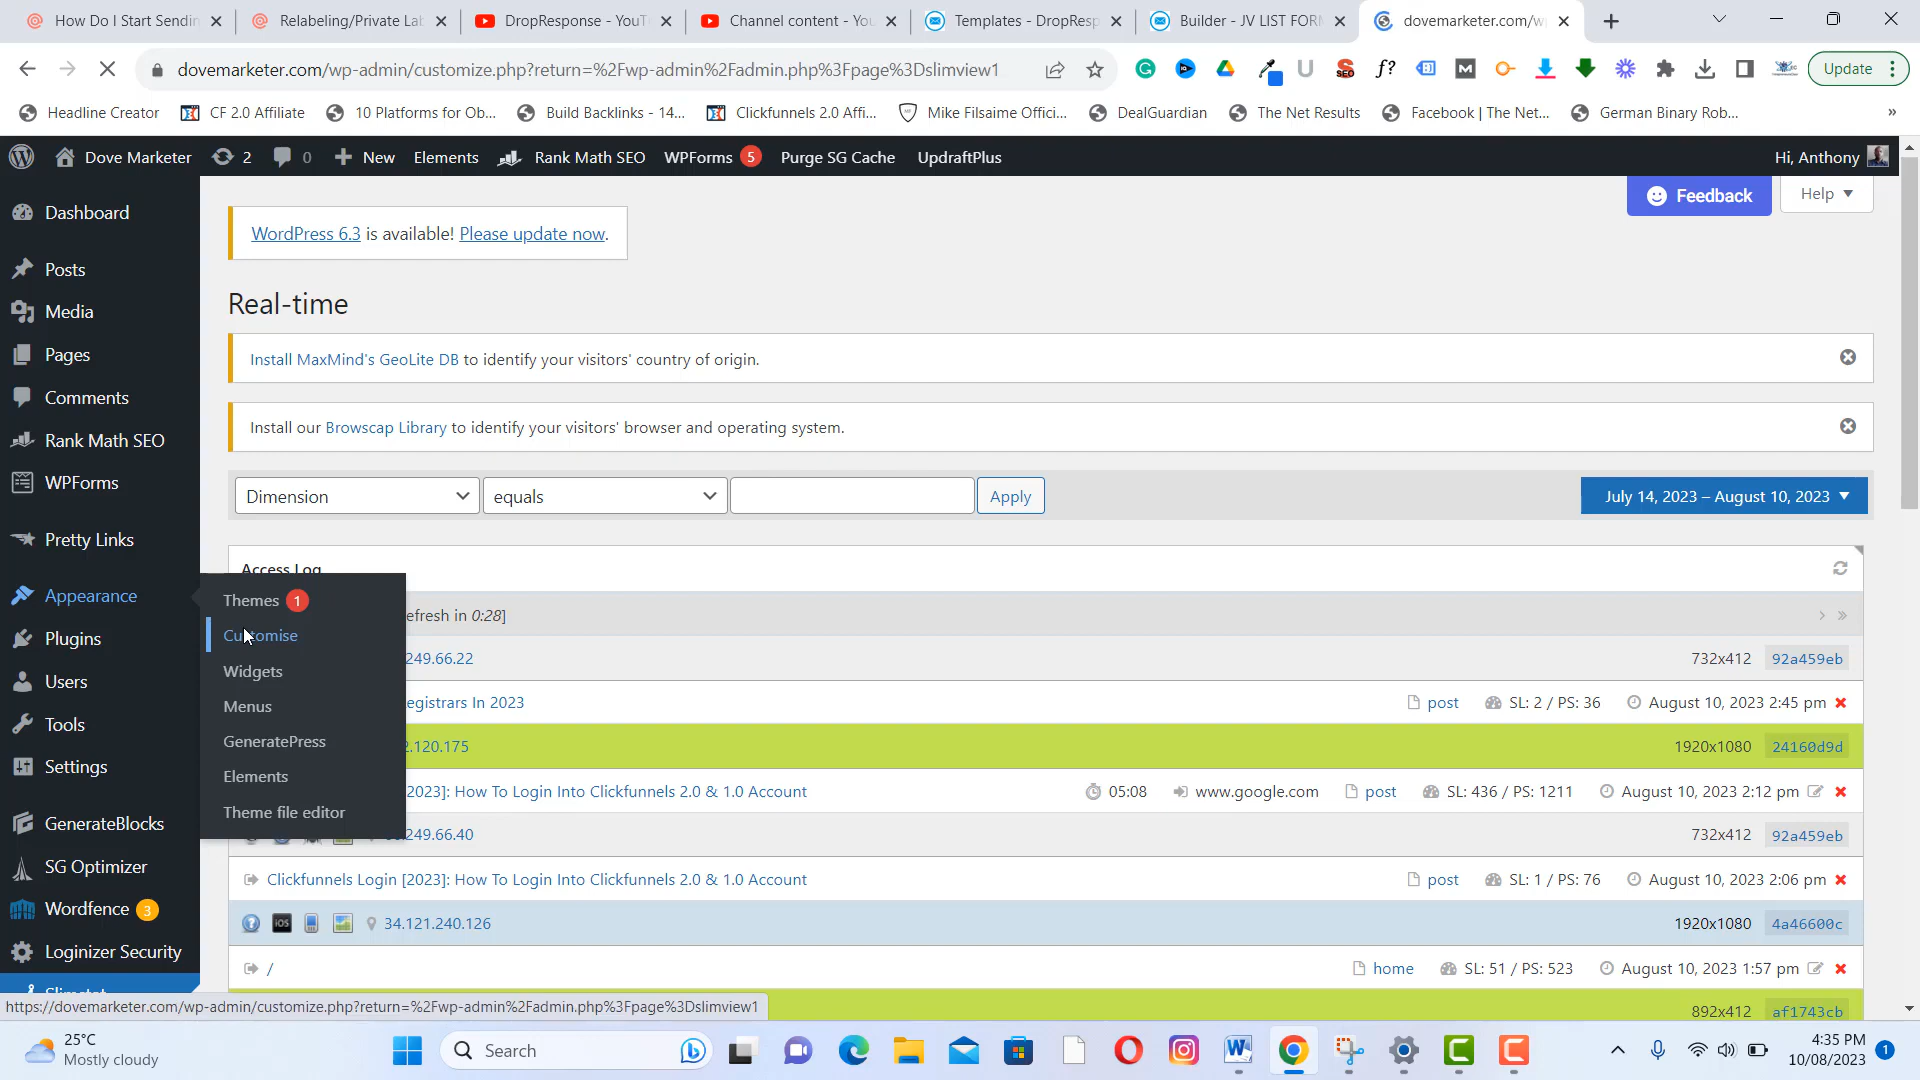 How Do I Start Sendin
Relabeling/Private Lab
DropResponse - YouT
Channel content - You
Templates - DropResp
Builder - JV LIST FORM
dovemarketer.com/w
dovemarketer.com/wp-admin/customize.php?return=%2Fwp-admin%2Fadmin.php%3Fpage%3Dslimview1
Update
Headline Creator
CF 2.0 Affiliate
10 Platforms for Ob...
Build Backlinks - 14...
Clickfunnels 2.0 Affi...
Mike Filsaime Offici...
DealGuardian
The Net Results
Facebook | The Net...
German Binary Rob...
»
Dove Marketer
2
0
New
Elements
Rank Math SEO
WPForms 5
Purge SG Cache
UpdraftPlus
Hi, Anthony
Dashboard
Posts
Media
Pages
Comments
Rank Math SEO
WPForms
Pretty Links
Appearance
Plugins
Users
Tools
Settings
GenerateBlocks
SG Optimizer
Wordfence 3
Loginizer Security
Slimstat
Themes 1
Customise
Widgets
Menus
GeneratePress
Elements
Theme file editor
Feedback
Help ▼
WordPress 6.3 is available! Please update now.
Real-time
Install MaxMind's GeoLite DB to identify your visitors' country of origin.
Install our Browscap Library to identify your visitors' browser and operating system.
Dimension
equals
Apply
July 14, 2023 – August 10, 2023 ▼
Access Log
efresh in 0:28]
› »
249.66.22
732x412 92a459eb
egistrars In 2023
post SL: 2 / PS: 36 August 10, 2023 2:45 pm
2.120.175
1920x1080 24160d9d
2023]: How To Login Into Clickfunnels 2.0 & 1.0 Account
05:08 www.google.com post SL: 436 / PS: 1211 August 10, 2023 2:12 pm
249.66.40
732x412 92a459eb
Clickfunnels Login [2023]: How To Login Into Clickfunnels 2.0 & 1.0 Account
post SL: 1 / PS: 76 August 10, 2023 2:06 pm
iOS 34.121.240.126
1920x1080 4a46600c
/
home SL: 51 / PS: 523 August 10, 2023 1:57 pm
892x412 af1743cb
https://dovemarketer.com/wp-admin/customize.php?return=%2Fwp-admin%2Fadmin.php%3Fpage%3Dslimview1
25°C
Mostly cloudy
Search
4:35 PM
10/08/2023
1